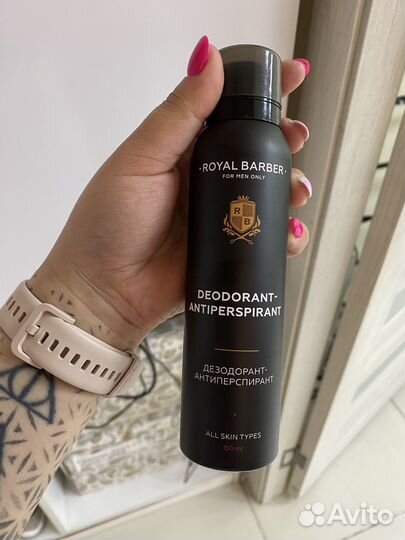 ·ROYAL BARBER·
FOR MEN ONLY
R
B
DEODORANT-
ANTIPERSPIRANT
ДЕЗОДОРАНТ-
АНТИПЕРСПИРАНТ
ALL SKIN TYPES
150 ml
Avito